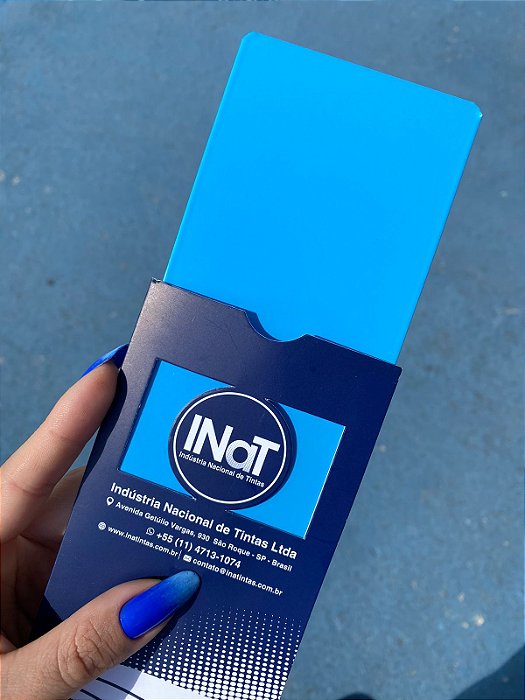 INaT
Indústria Nacional de Tintas
Indústria Nacional de Tintas Ltda
Avenida Getúlio Vargas, 930 São Roque - SP - Brasil
+55 (11) 4713-1074
www.inatintas.com.br| contato@inatintas.com.br